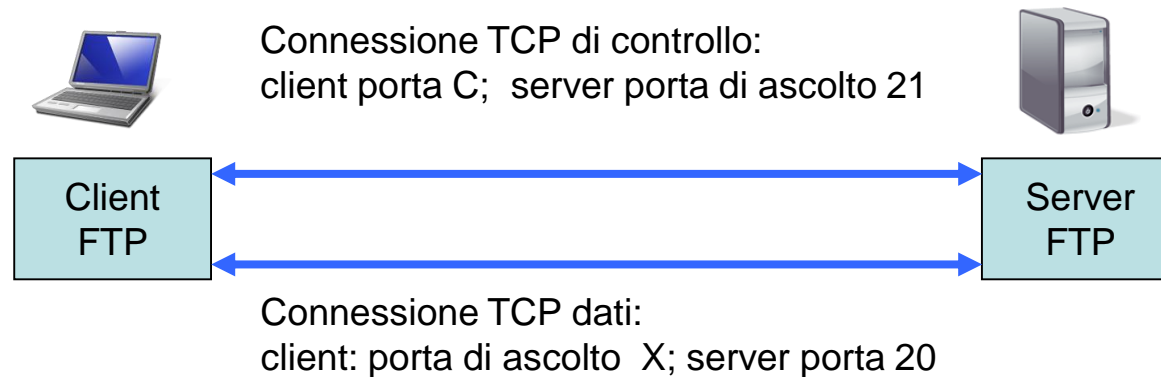 Connessione TCP di controllo:
client porta C; server porta di ascolto 21
Client
FTP
Server
FTP
Connessione TCP dati:
client: porta di ascolto X; server porta 20